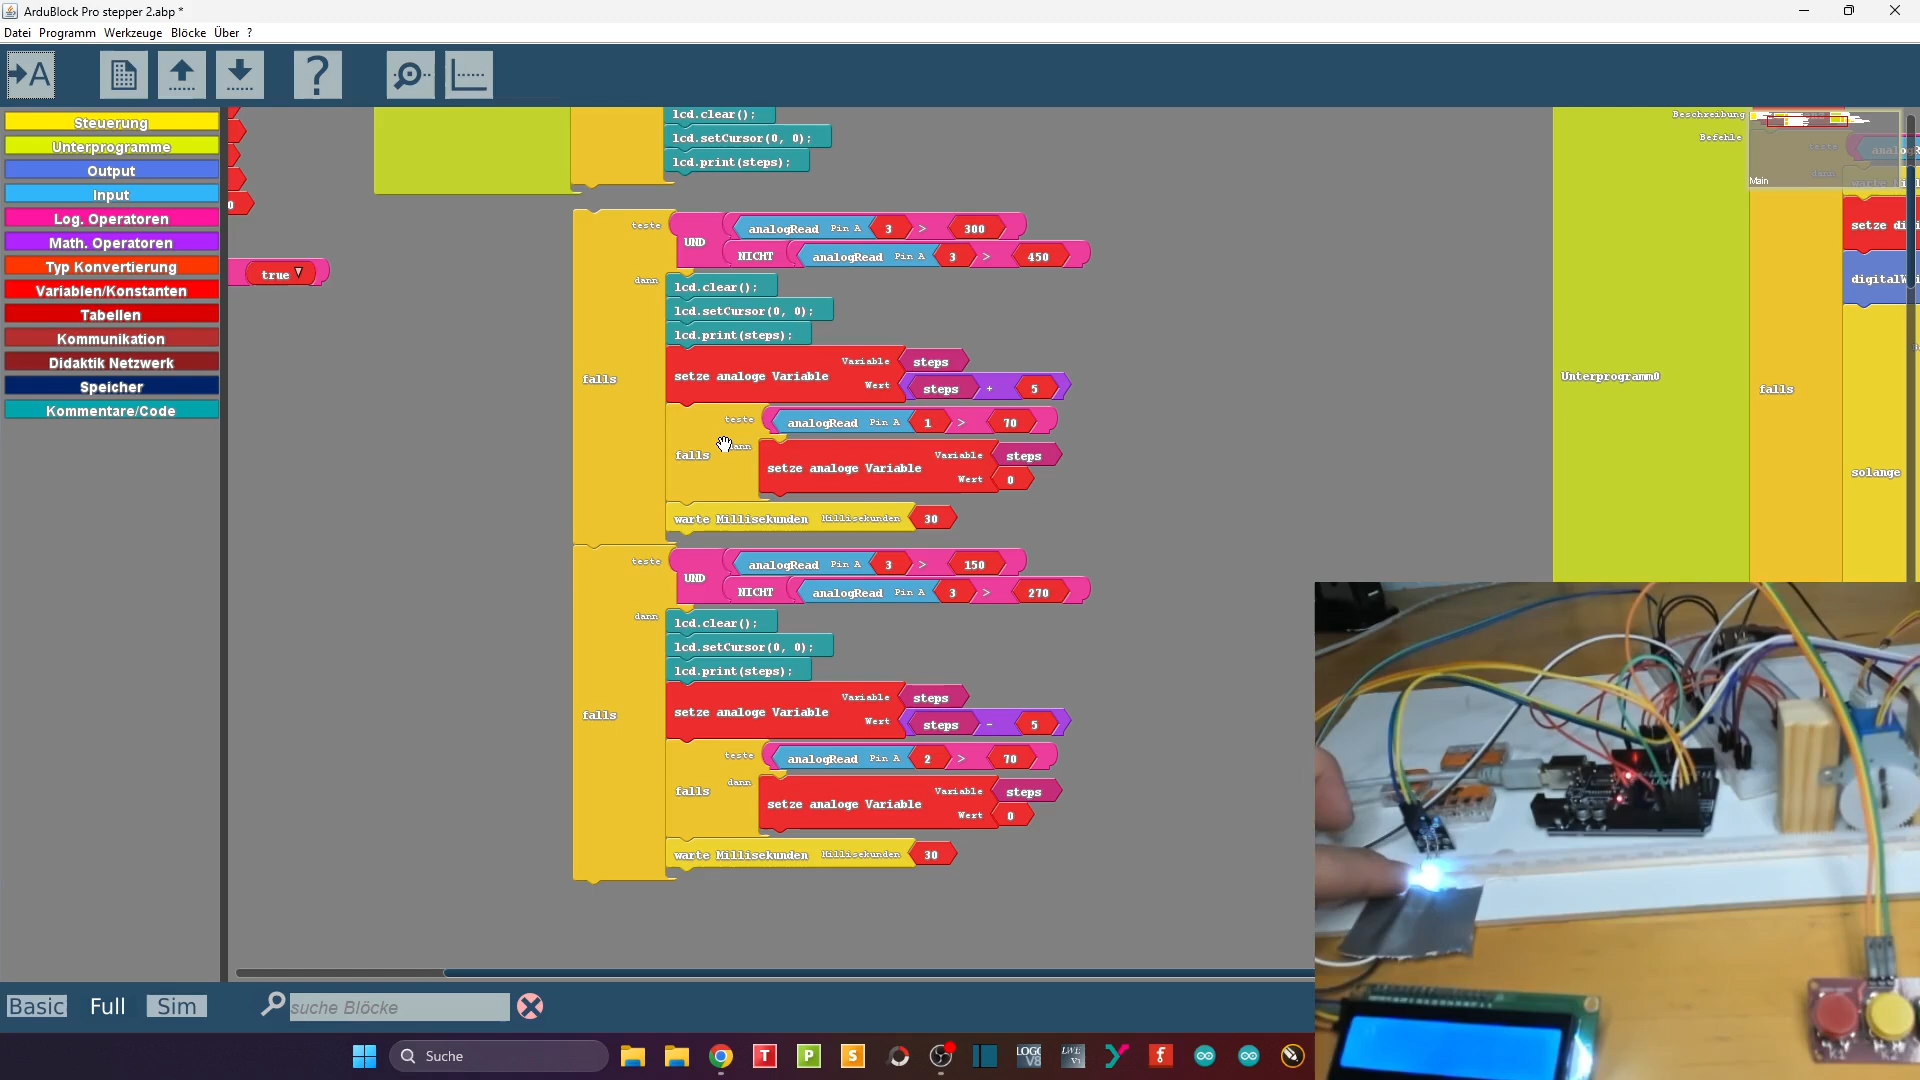 ArduBlock Pro stepper 2.abp *
Datei Programm Werkzeuge Blöcke Über ?
Steuerung
Unterprogramme
Output
Input
Log. Operatoren
Math. Operatoren
Typ Konvertierung
Variablen/Konstanten
Tabellen
Kommunikation
Didaktik Netzwerk
Speicher
Kommentare/Code
0
true
lcd.clear();
lcd.setCursor(0, 0);
lcd.print(steps);
falls
teste
UND
analogRead Pin A 3 > 300
NICHT analogRead Pin A 3 > 450
dann
lcd.clear();
lcd.setCursor(0, 0);
lcd.print(steps);
setze analoge Variable
Variable steps
Wert steps + 5
falls
teste analogRead Pin A 1 > 70
setze analoge Variable
Variable steps
Wert 0
warte Millisekunden Millisekunden 30
falls
teste
UND
analogRead Pin A 3 > 150
NICHT analogRead Pin A 3 > 270
dann
lcd.clear();
lcd.setCursor(0, 0);
lcd.print(steps);
setze analoge Variable
Variable steps
Wert steps - 5
falls
teste analogRead Pin A 2 > 70
dann
setze analoge Variable
Variable steps
Wert 0
warte Millisekunden Millisekunden 30
Beschreibung
Befehle
Main
teste
dann
setze
Unterprogramm0
falls
solange
Basic Full Sim
suche Blöcke
Suche
T
P
S
LOGO
V8